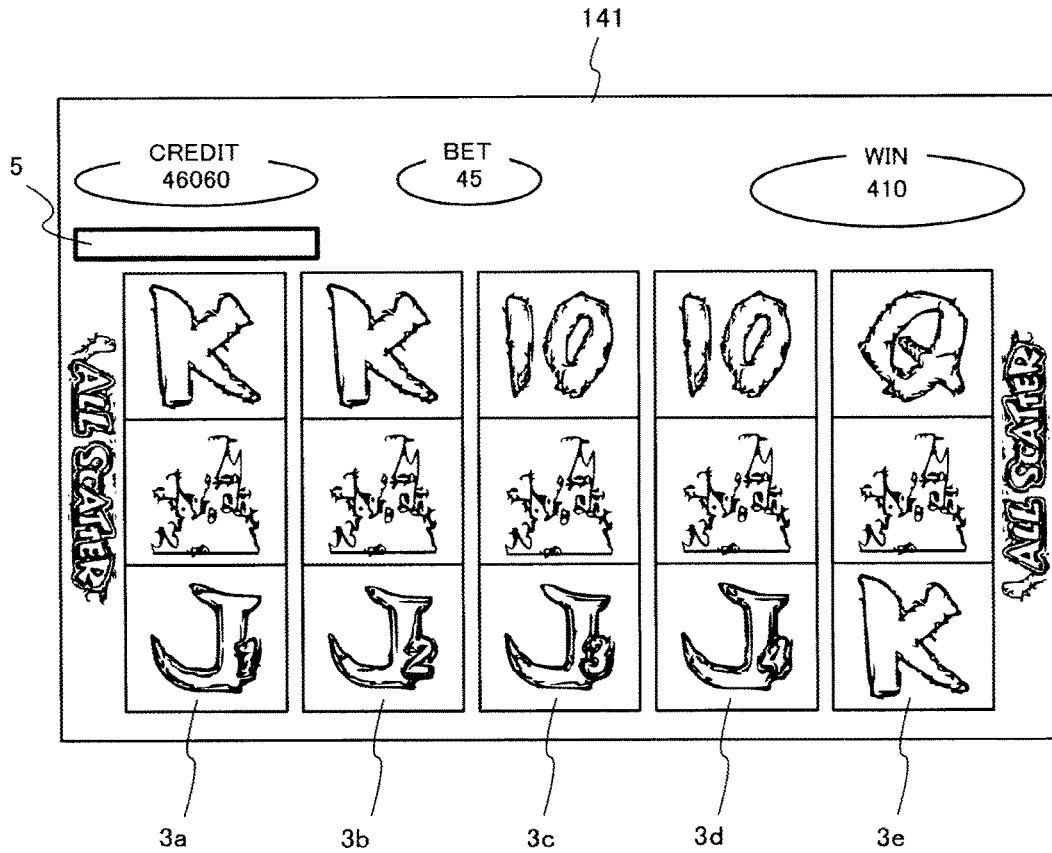 141
5
CREDIT
46060
BET
45
WIN
410
K K 10 10 Q
ALL SCATTER
ALL SCATTER
J1 J2 J3 J4 K
3a 3b 3c 3d 3e